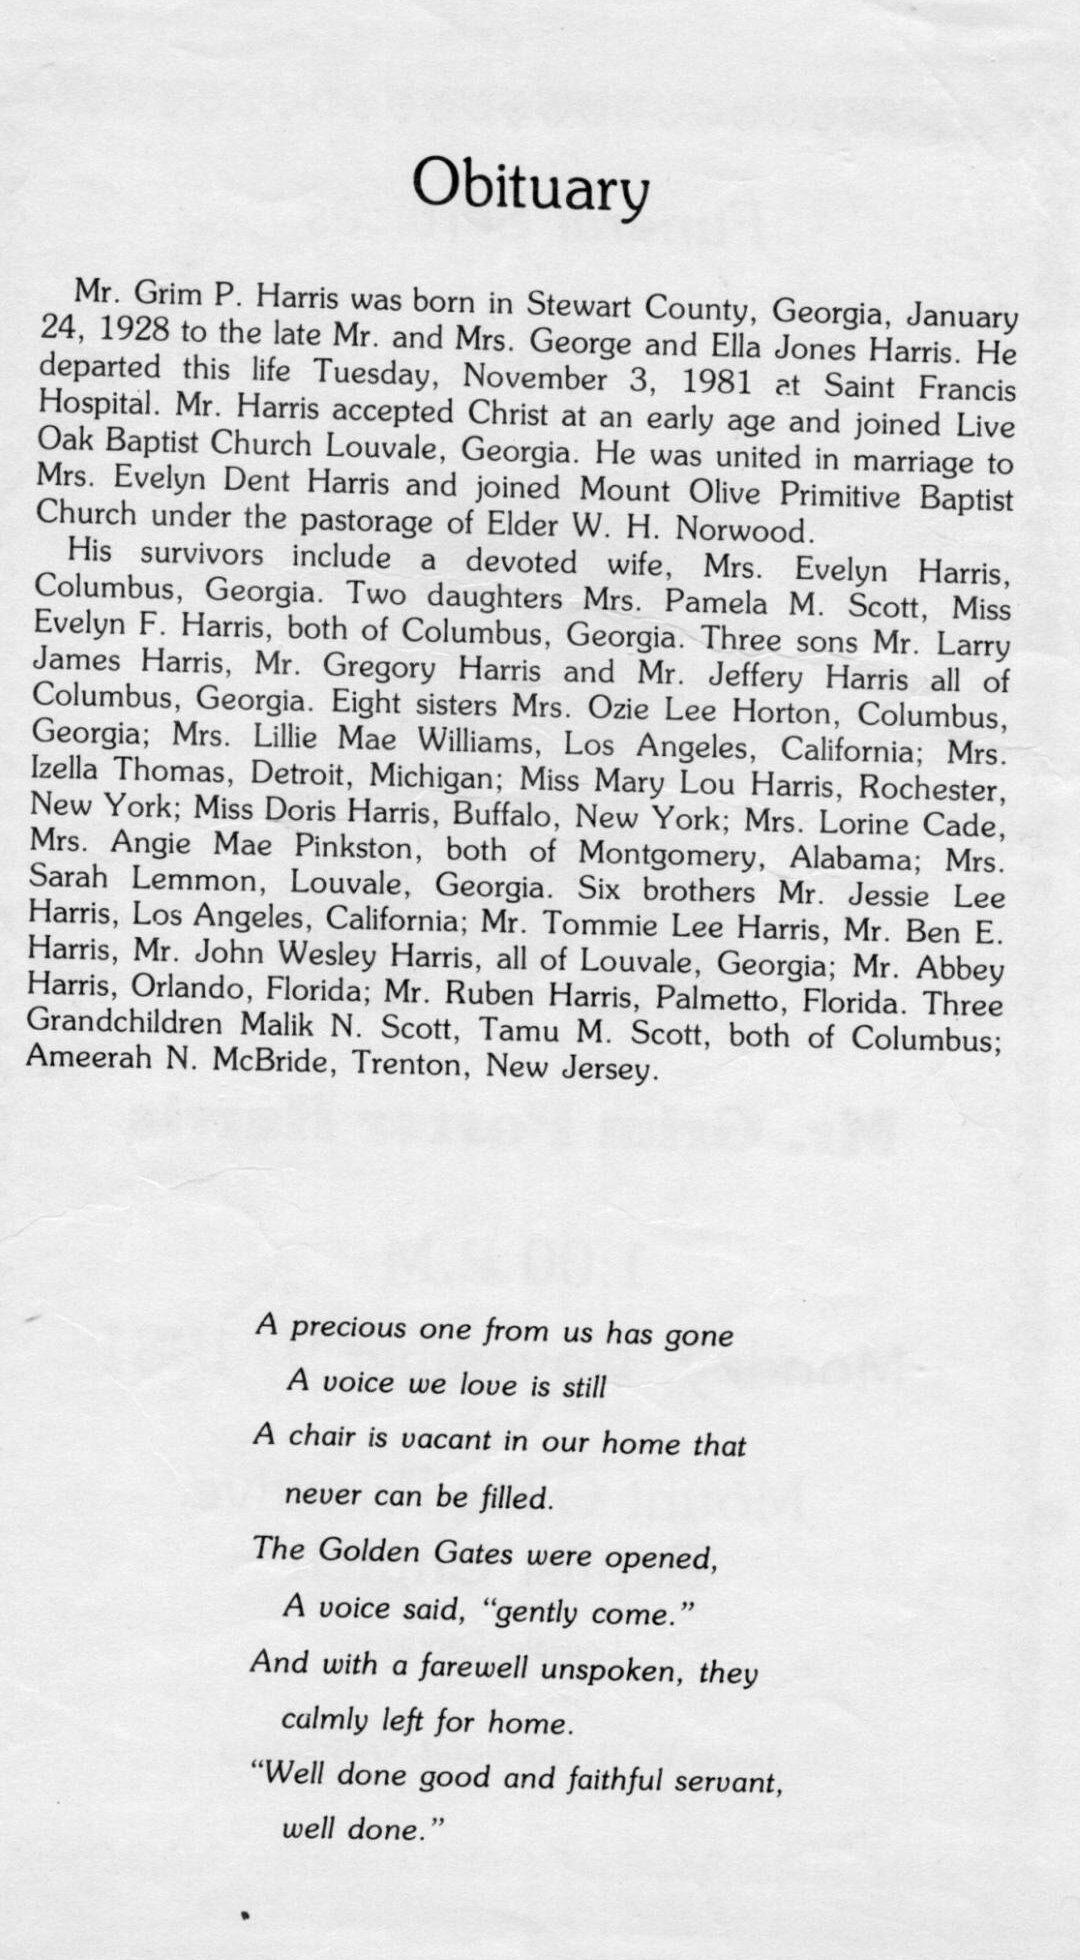 Obituary
Mr. Grim P. Harris was born in Stewart County, Georgia, January
24, 1928 to the late Mr. and Mrs. George and Ella Jones Harris. He
departed this life Tuesday, November 3, 1981 at Saint Francis
Hospital. Mr. Harris accepted Christ at an early age and joined Live
Oak Baptist Church Louvale, Georgia. He was united in marriage to
Mrs. Evelyn Dent Harris and joined Mount Olive Primitive Baptist
Church under the pastorage of Elder W. H. Norwood.
His survivors include a devoted wife, Mrs. Evelyn Harris,
Columbus, Georgia. Two daughters Mrs. Pamela M. Scott, Miss
Evelyn F. Harris, both of Columbus, Georgia. Three sons Mr. Larry
James Harris, Mr. Gregory Harris and Mr. Jeffery Harris all of
Columbus, Georgia. Eight sisters Mrs. Ozie Lee Horton, Columbus,
Georgia; Mrs. Lillie Mae Williams, Los Angeles, California; Mrs.
Izella Thomas, Detroit, Michigan; Miss Mary Lou Harris, Rochester,
New York; Miss Doris Harris, Buffalo, New York; Mrs. Lorine Cade,
Mrs. Angie Mae Pinkston, both of Montgomery, Alabama; Mrs.
Sarah Lemmon, Louvale, Georgia. Six brothers Mr. Jessie Lee
Harris, Los Angeles, California; Mr. Tommie Lee Harris, Mr. Ben E.
Harris, Mr. John Wesley Harris, all of Louvale, Georgia; Mr. Abbey
Harris, Orlando, Florida; Mr. Ruben Harris, Palmetto, Florida. Three
Grandchildren Malik N. Scott, Tamu M. Scott, both of Columbus;
Ameerah N. McBride, Trenton, New Jersey.
A precious one from us has gone
A voice we love is still
A chair is vacant in our home that
never can be filled.
The Golden Gates were opened,
A voice said, “gently come.”
And with a farewell unspoken, they
calmly left for home.
“Well done good and faithful servant,
well done.”